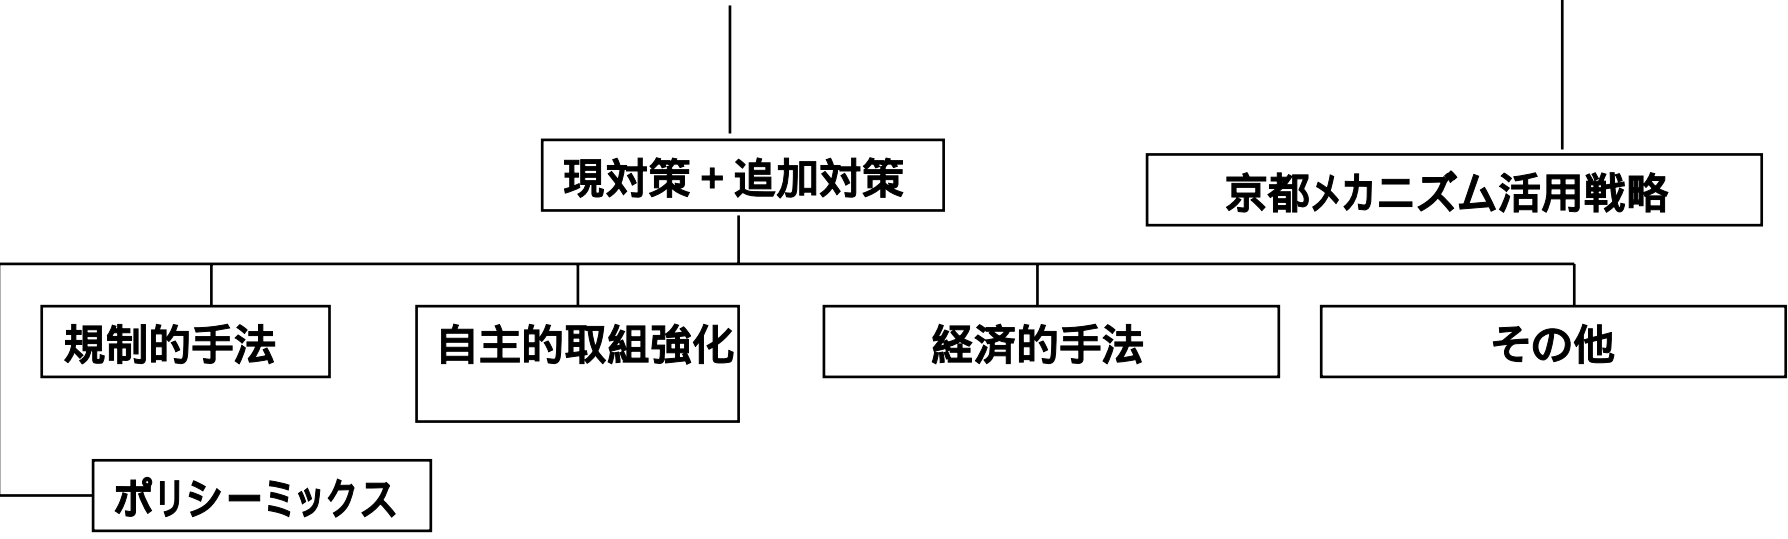 現対策 + 追加対策
京都メカニズム活用戦略
規制的手法
自主的取組強化
経済的手法
その他
ポリシーミックス